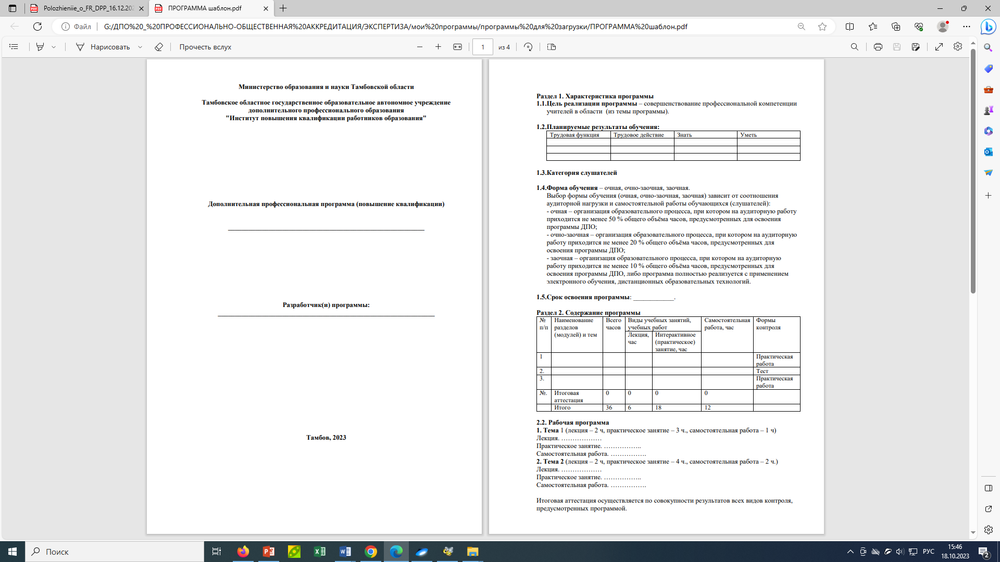 Polozheniie_o_FR_DPP_16.12.202
ПРОГРАММА шаблон.pdf
Файл
G:/ДПО%20_%20ПРОФЕССИОНАЛЬНО-ОБЩЕСТВЕННАЯ%20АККРЕДИТАЦИЯ/ЭКСПЕРТИЗА/мои%20программы/программы%20для%20загрузки/ПРОГРАММА%20шаблон.pdf
Нарисовать
Прочесть вслух
1
из 4
Министерство образования и науки Тамбовской области
Тамбовское областное государственное образовательное автономное учреждение
дополнительного профессионального образования
"Институт повышения квалификации работников образования"
Дополнительная профессиональная программа (повышение квалификации)
Разработчик(и) программы:
Тамбов, 2023
Раздел 1. Характеристика программы
1.1.Цель реализации программы – совершенствование профессиональной компетенции
учителей в области (из темы программы).
1.2.Планируемые результаты обучения:
Трудовая функция Трудовое действие Знать Уметь
1.3.Категория слушателей
1.4.Форма обучения – очная, очно-заочная, заочная.
Выбор формы обучения (очная, очно-заочная, заочная) зависит от соотношения
аудиторной нагрузки и самостоятельной работы обучающихся (слушателей):
- очная – организация образовательного процесса, при котором на аудиторную работу
приходится не менее 50 % общего объёма часов, предусмотренных для освоения
программы ДПО;
- очно-заочная – организация образовательного процесса, при котором на аудиторную
работу приходится не менее 20 % общего объёма часов, предусмотренных для
освоения программы ДПО;
- заочная – организация образовательного процесса, при котором на аудиторную
работу приходится не менее 10 % общего объёма часов, предусмотренных для
освоения программы ДПО, либо программа полностью реализуется с применением
электронного обучения, дистанционных образовательных технологий.
1.5.Срок освоения программы: ____________.
Раздел 2. Содержание программы
№ Наименование Всего Виды учебных занятий, Самостоятельная Формы
п/п разделов часов учебных работ работа, час контроля
(модулей) и тем Лекция, Интерактивное
час (практическое)
занятие, час
1 Практическая
работа
2. Тест
3. Практическая
работа
№. Итоговая 0 0 0 0
аттестация
Итого 36 6 18 12
2.2. Рабочая программа
1. Тема 1 (лекция – 2 ч, практическое занятие – 3 ч., самостоятельная работа – 1 ч)
Лекция. ………………
Практическое занятие. ……………..
Самостоятельная работа. …………….
2. Тема 2 (лекция – 2 ч, практическое занятие – 4 ч., самостоятельная работа – 2 ч.)
Лекция. ………………
Практическое занятие. ……………..
Самостоятельная работа. …………….
Итоговая аттестация осуществляется по совокупности результатов всех видов контроля,
предусмотренных программой.
Поиск
РУС
15:46
18.10.2023
2